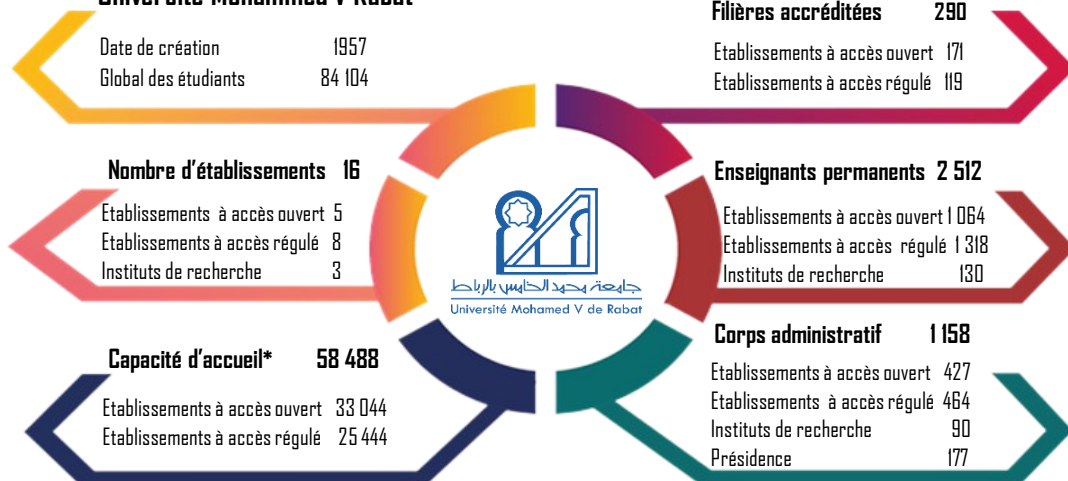 Université Mohammed V Rabat
Date de création 1957
Global des étudiants 84 104
Nombre d'établissements 16
Etablissements à accès ouvert 5
Etablissements à accès régulé 8
Instituts de recherche 3
Capacité d'accueil* 58 488
Etablissements à accès ouvert 33 044
Etablissements à accès régulé 25 444
جامعة محمد الخامس بالرباط
Université Mohamed V de Rabat
Filières accréditées 290
Etablissements à accès ouvert 171
Etablissements à accès régulé 119
Enseignants permanents 2 512
Etablissements à accès ouvert 1 064
Etablissements à accès régulé 1 318
Instituts de recherche 130
Corps administratif 1 158
Etablissements à accès ouvert 427
Etablissements à accès régulé 464
Instituts de recherche 90
Présidence 177